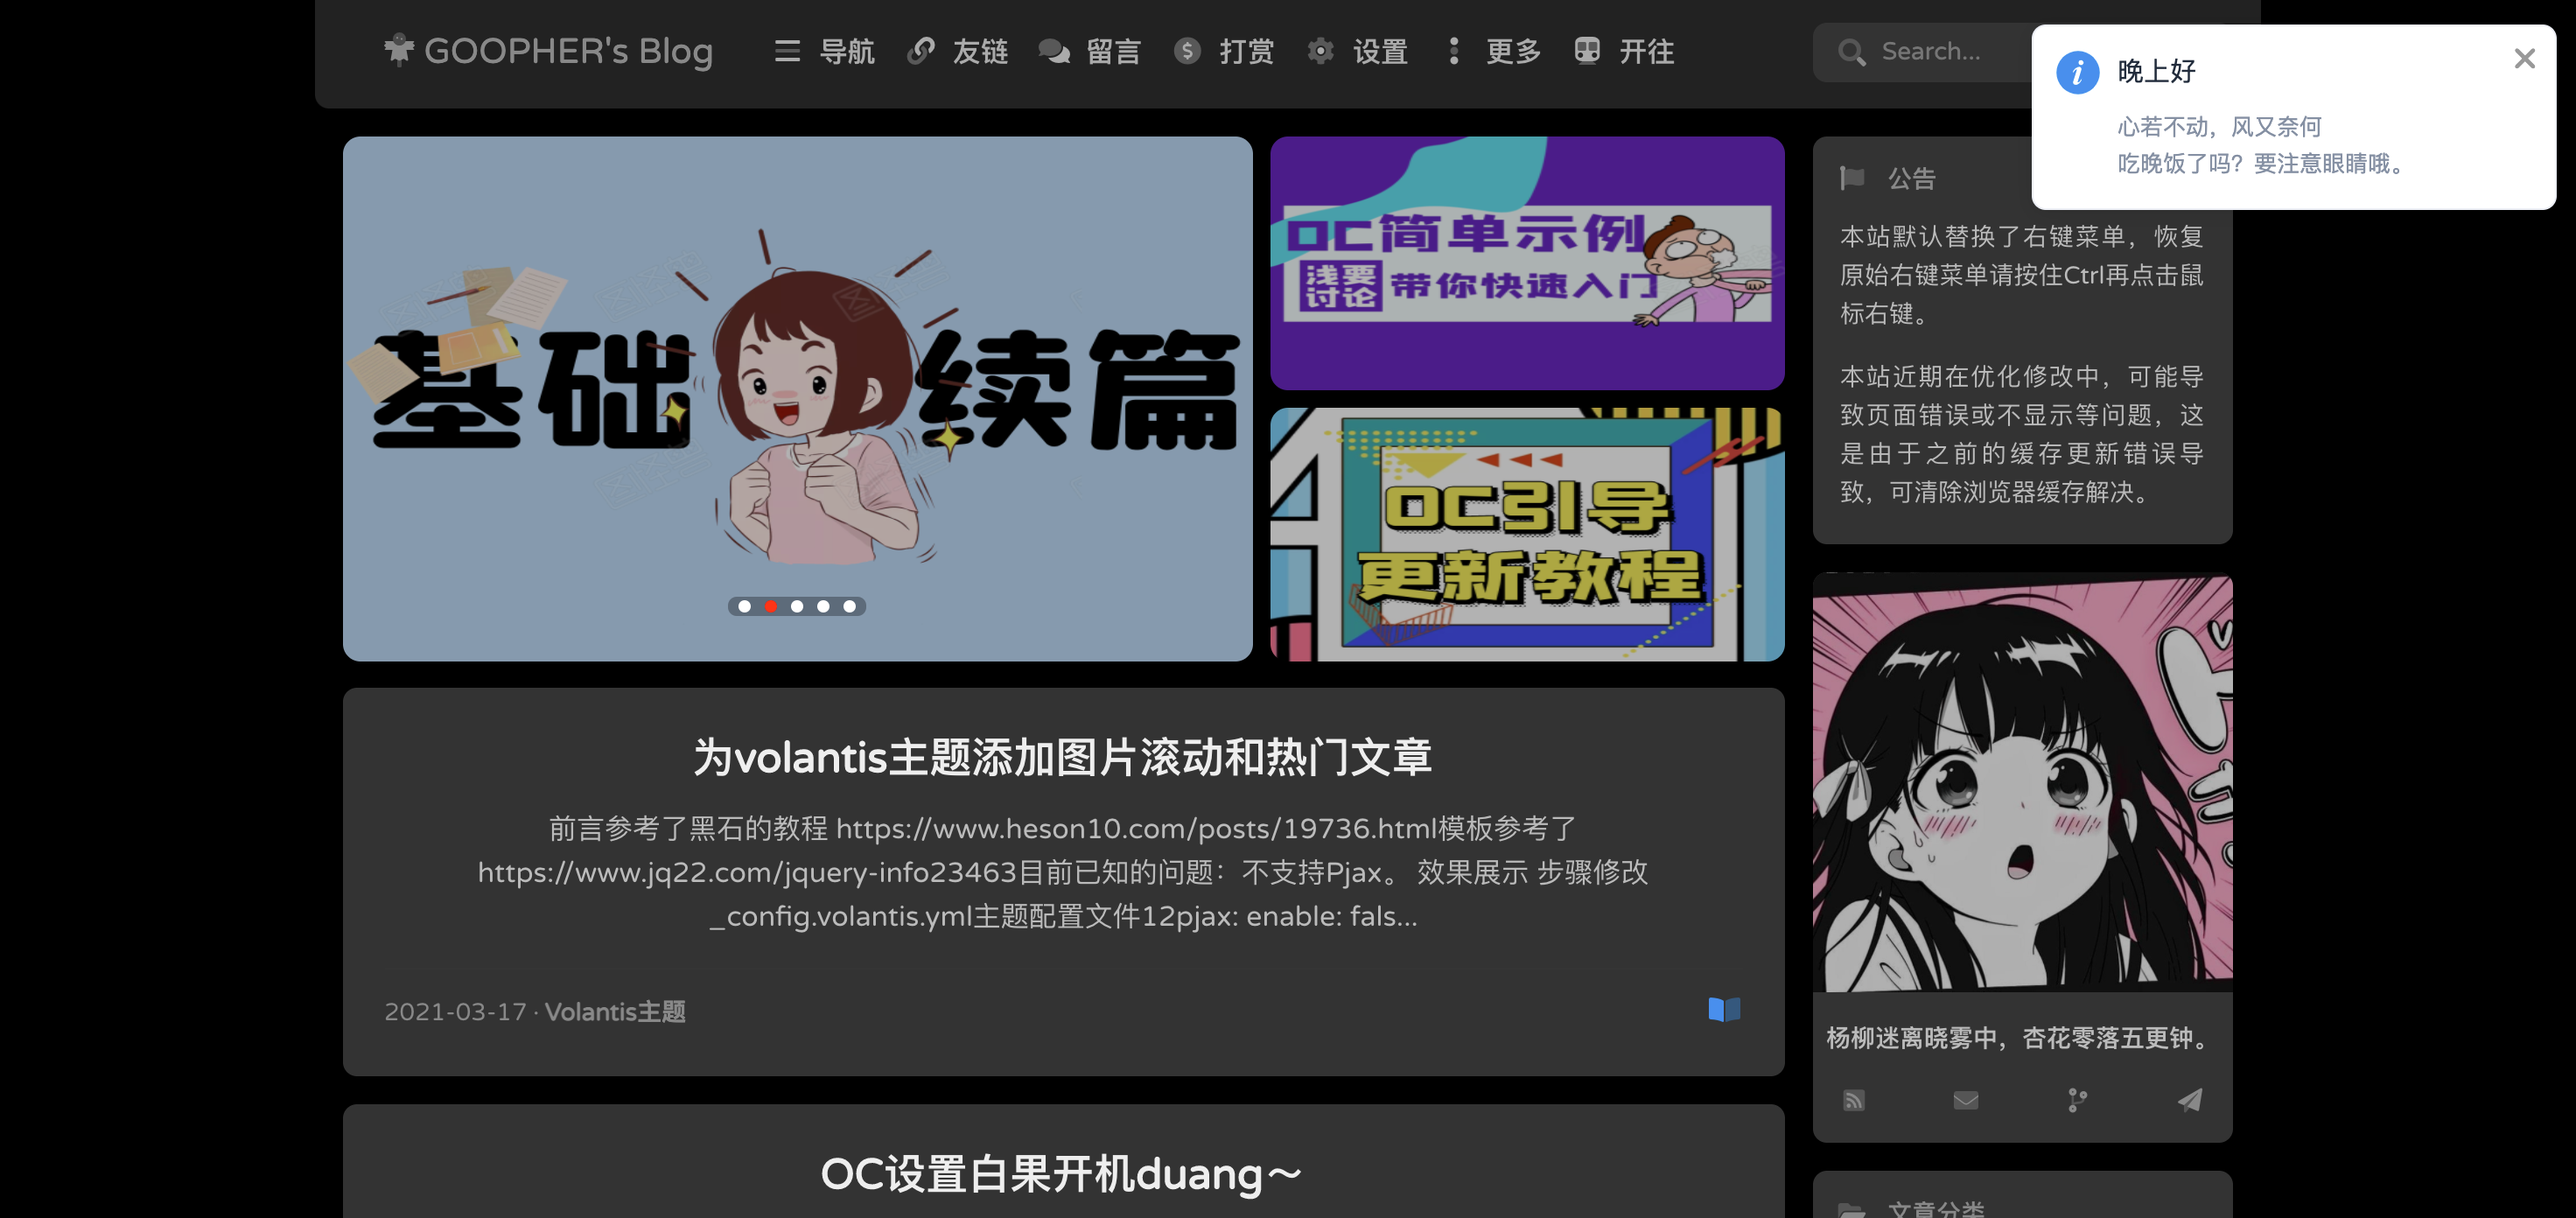 GOOPHER's Blog
导航
友链
留言
打赏
设置
更多
开往
Search...
晚上好
心若不动，风又奈何
吃晚饭了吗？要注意眼睛哦。
基础 续篇
OC简单示例
浅要
讨论
带你快速入门
OC引导
更新教程
公告
本站默认替换了右键菜单，恢复
原始右键菜单请按住Ctrl再点击鼠
标右键。
本站近期在优化修改中，可能导
致页面错误或不显示等问题，这
是由于之前的缓存更新错误导
致，可清除浏览器缓存解决。
为volantis主题添加图片滚动和热门文章
前言参考了黑石的教程 https://www.heson10.com/posts/19736.html模板参考了
https://www.jq22.com/jquery-info23463目前已知的问题：不支持Pjax。 效果展示 步骤修改
_config.volantis.yml主题配置文件12pjax: enable: fals...
2021-03-17 · Volantis主题
杨柳迷离晓雾中，杏花零落五更钟。
OC设置白果开机duang～
文章分类